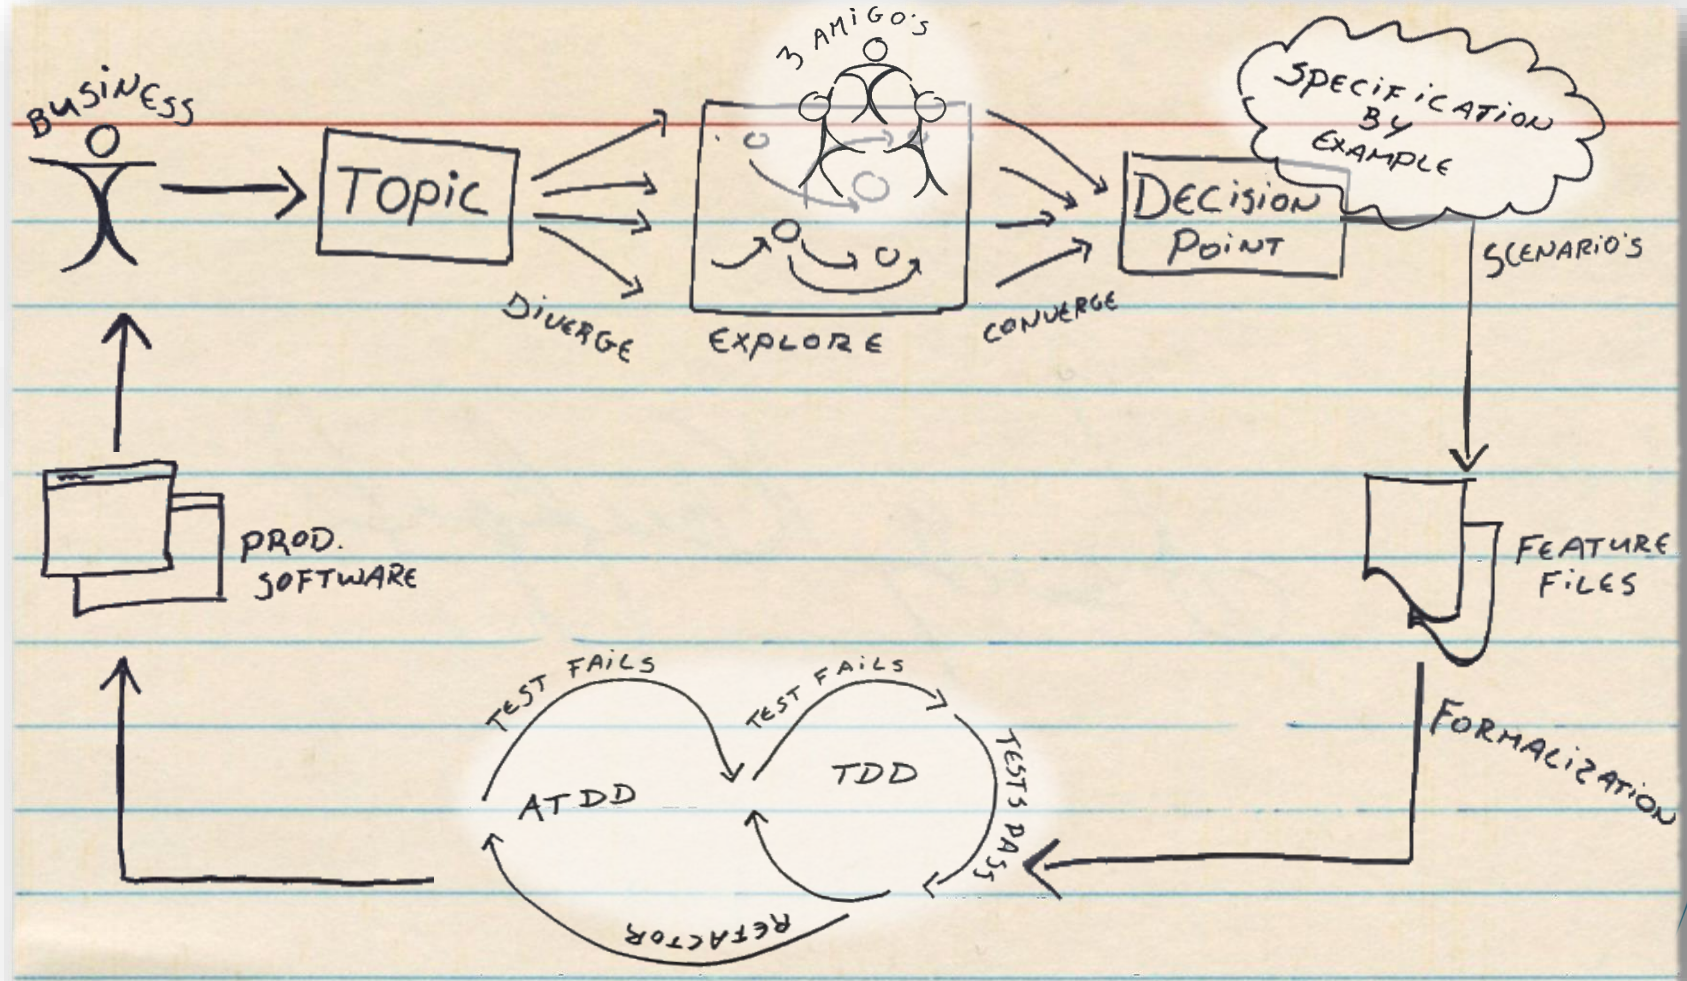 3 AMiGO'S
BUSiNESS
SPECiFiCATiON
BY
EXAMPLE
TOPiC
DECiSiON
POiNT
SCENARiO'S
DiVERGE
EXPLORE
CONVERGE
PROD.
SOFTWARE
FEATURE
FiLES
TEST FAiLS
TEST FAiLS
FORMALiZATiON
TESTS PASS
ATDD
TDD
REFACTOR